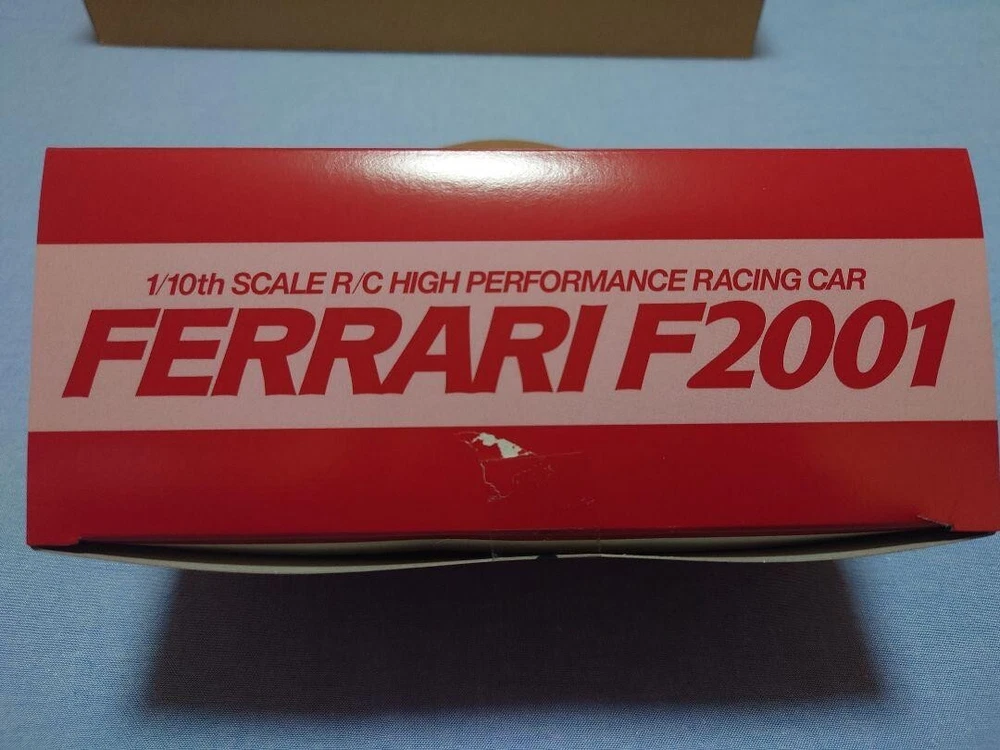 1/10th SCALE R/C HIGH PERFORMANCE RACING CAR
FERRARI F2001